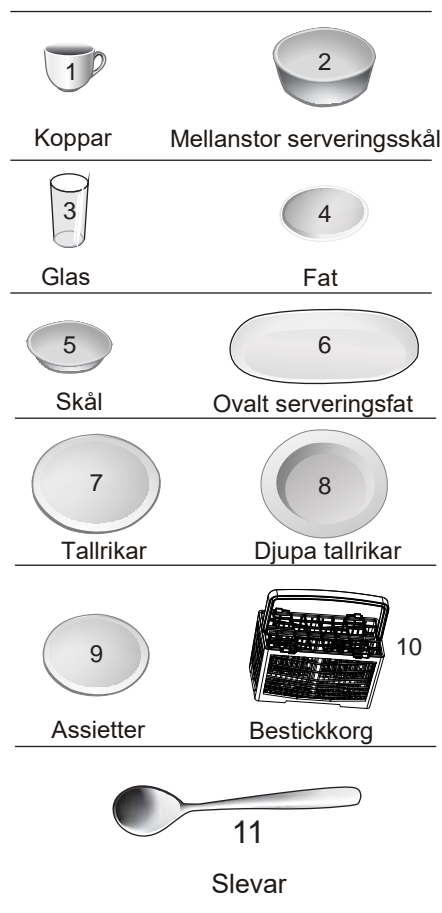 1
2
Koppar
Mellanstor serveringsskål
3
4
Glas
Fat
5
6
Skål
Ovalt serveringsfat
7
8
Tallrikar
Djupa tallrikar
9
10
Assietter
Bestickkorg
11
Slevar